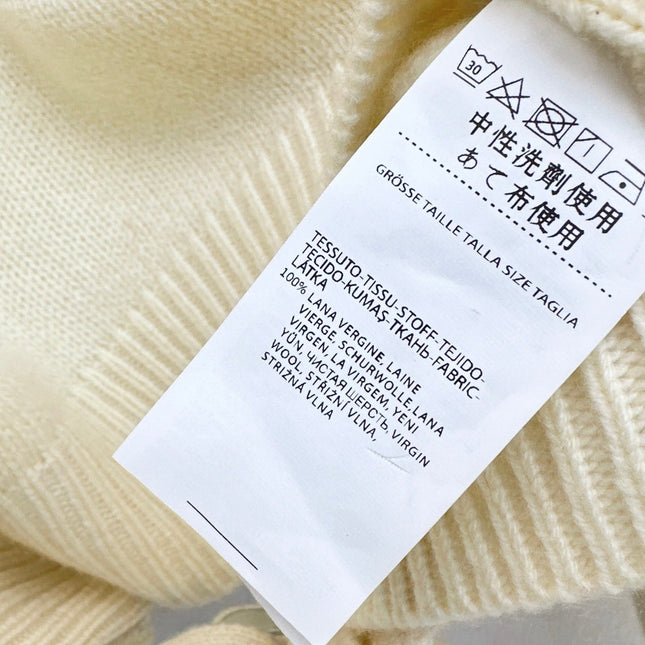 30
中性洗劑使用
あて布使用
GRÖSSE TAILLE TALLA SIZE TAGLIA
TESSUTO-TISSU-STOFF-TEJIDO-
TECIDO-KUMAŞ-ТКАНЬ-FABRIC-
LÁTKA
100% LANA VERGINE, LAINE
VIERGE, SCHURWOLLE, LANA
VIRGEN, LA VIRGEM, YENI
YÜN, ЧИСТАЯ ШЕРСТЬ, VIRGIN
WOOL, STRIŽNÍ VLNA,
STRIŽNÁ VLNA